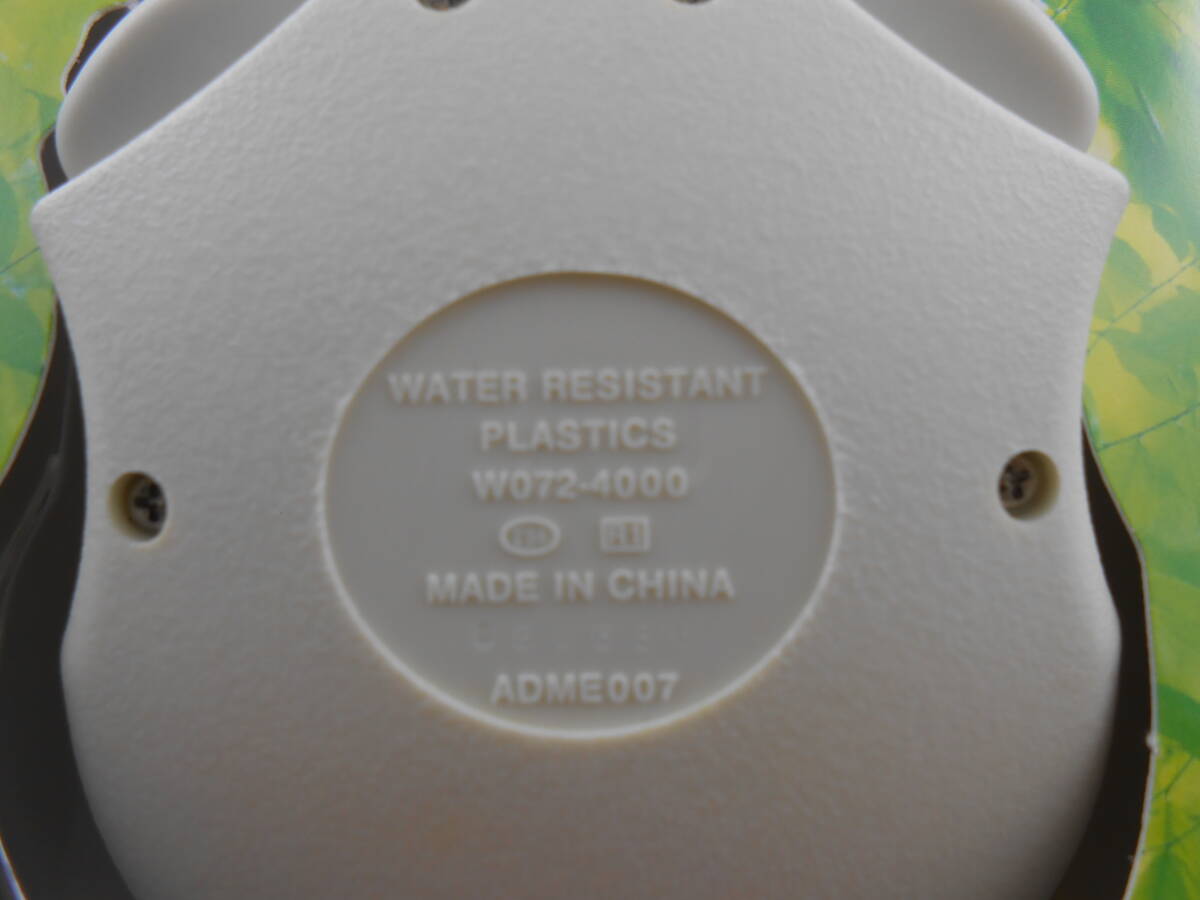 WATER RESISTANT
PLASTICS
W072-4000
MADE IN CHINA
ADME007